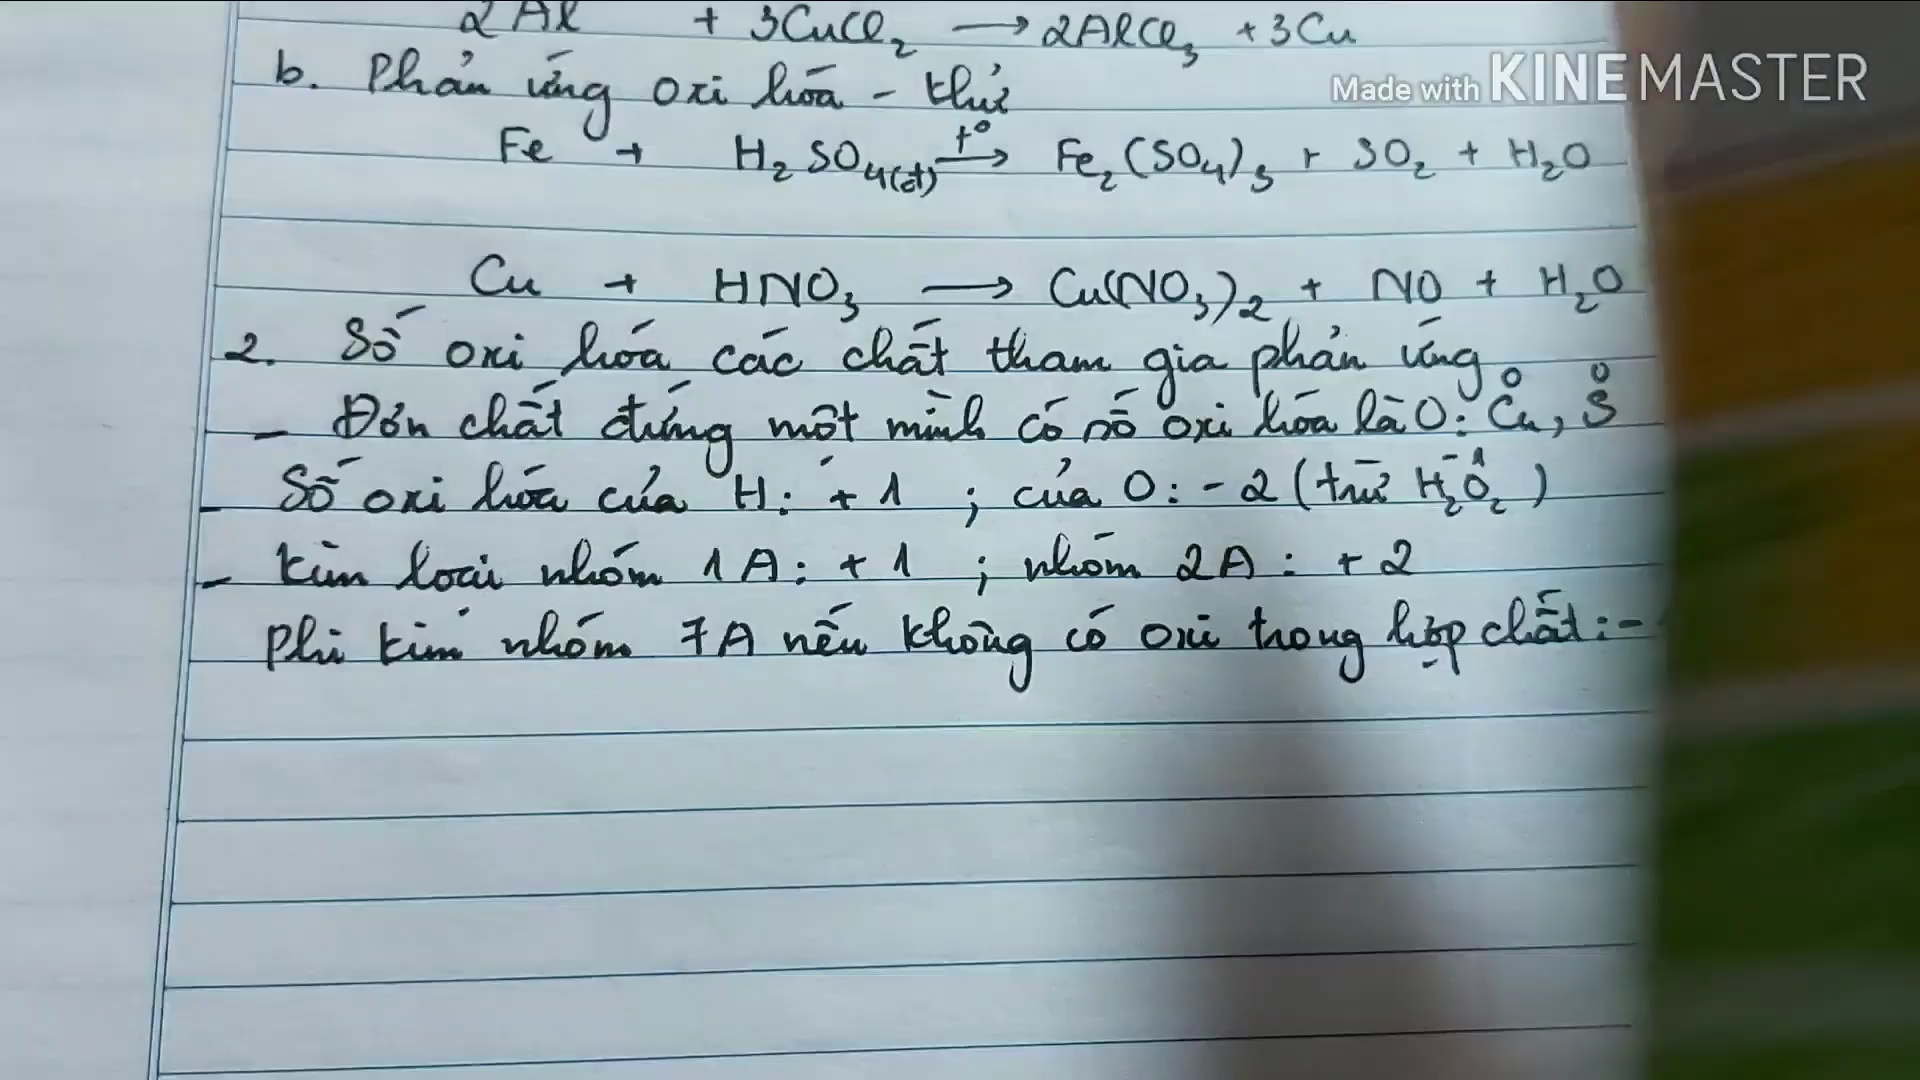 2Al + 3CuCl₂ → 2AlCl₃ + 3Cu
Made with KINEMASTER
b. Phản ứng oxi hóa - khử
Fe + H₂SO₄(đ) t° → Fe₂(SO₄)₃ + SO₂ + H₂O
Cu + HNO₃ → Cu(NO₃)₂ + NO + H₂O
2. Số oxi hóa các chất tham gia phản ứng
- Đơn chất đứng một mình có số oxi hóa là 0: Cu⁰, S⁰
- Số oxi hóa của H: +1 ; của O: -2 (trừ H₂O₂⁻¹)
- Kim loại nhóm 1A: +1 ; nhóm 2A: +2
Phi kim nhóm 7A nếu không có oxi trong hợp chất: -